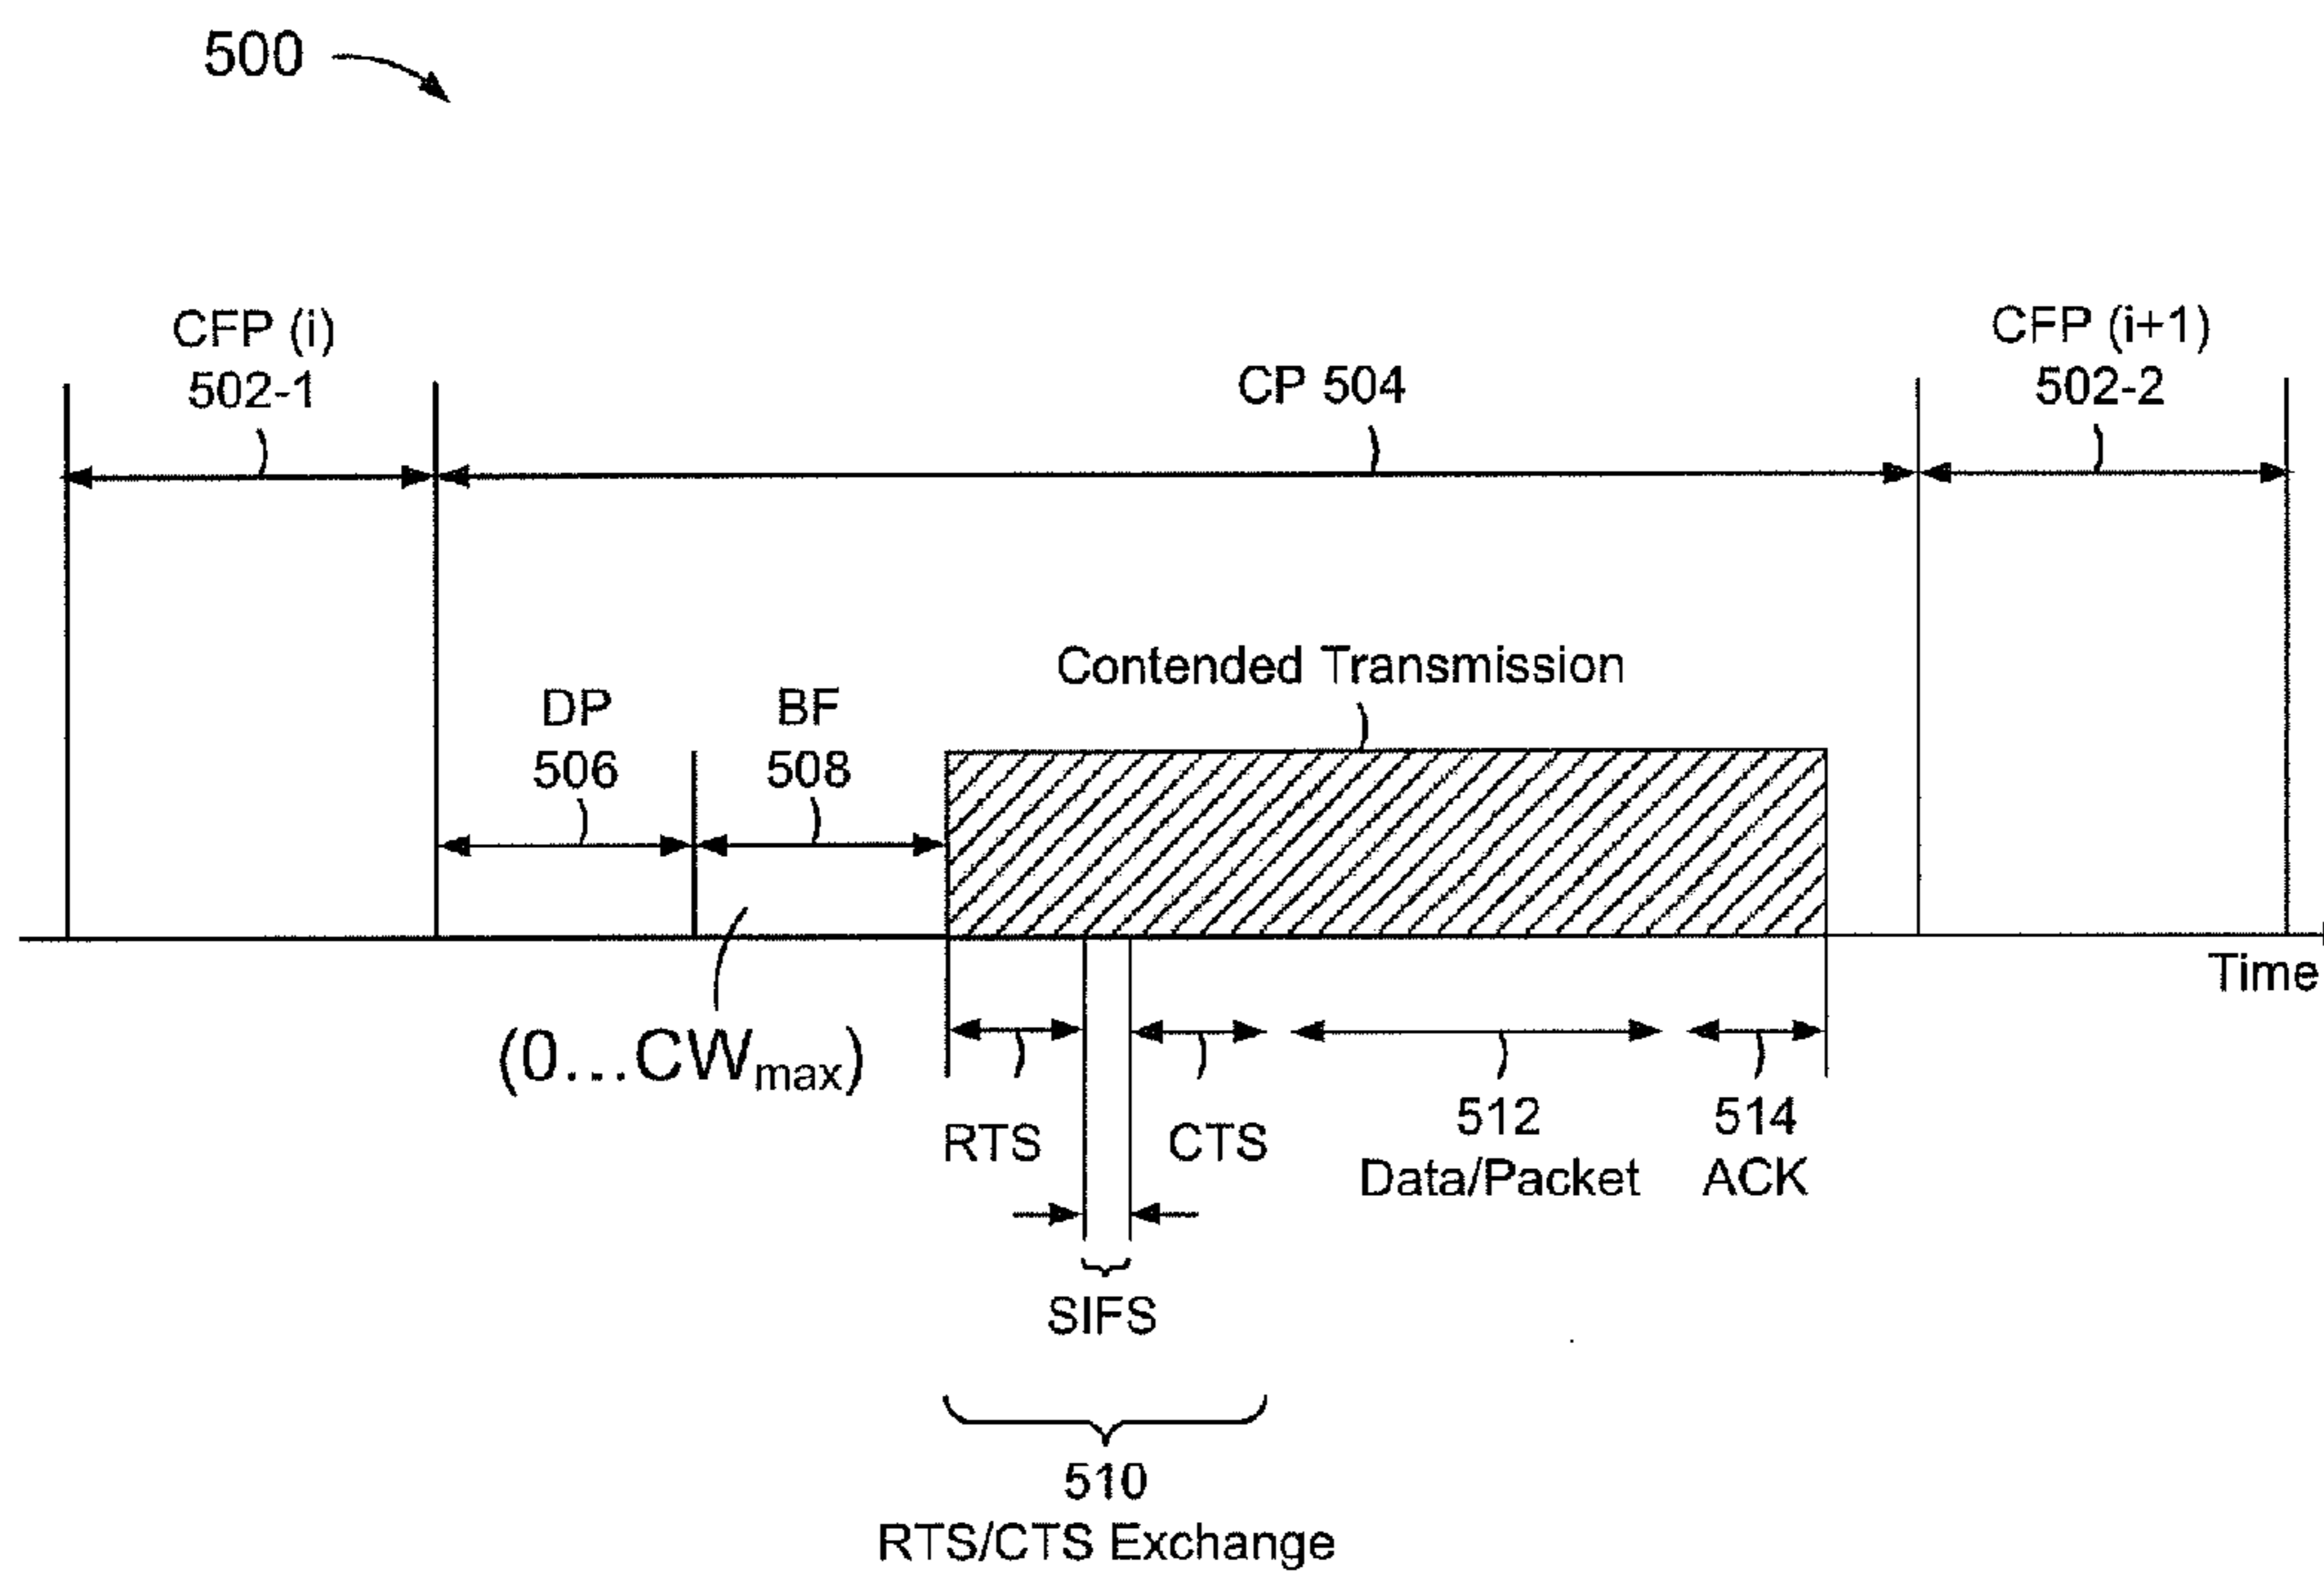 500
CFP (i)
502-1
CP 504
CFP (i+1)
502-2
Contended Transmission
DP
506
BF
508
Time
(0...CWmax)
RTS
CTS
512
Data/Packet
514
ACK
SIFS
510
RTS/CTS Exchange